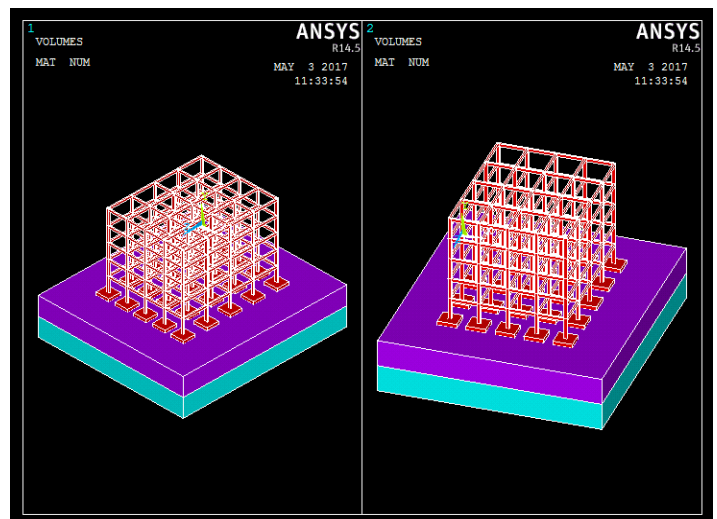 1
ANSYS
R14.5
VOLUMES
MAT NUM
MAY 3 2017
11:33:54
2
ANSYS
R14.5
VOLUMES
MAT NUM
MAY 3 2017
11:33:54